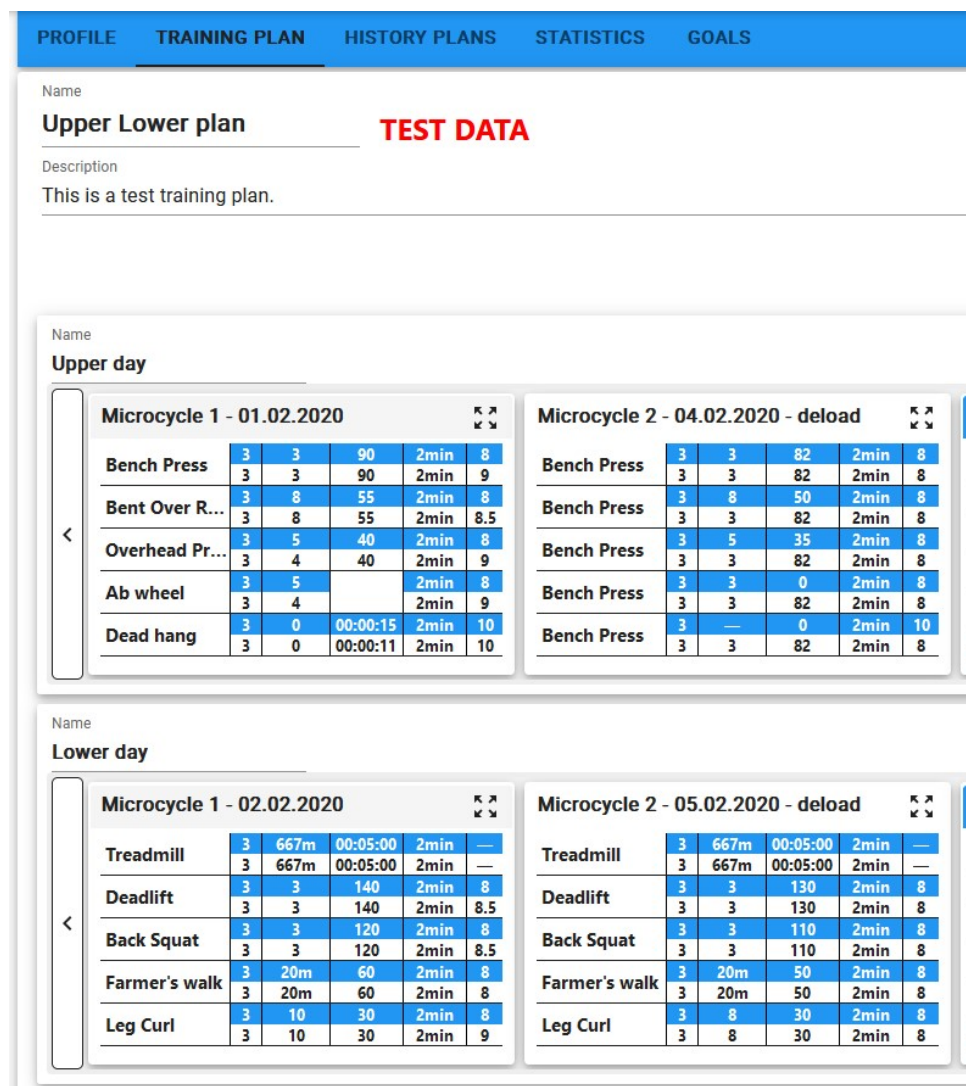 PROFILE TRAINING PLAN HISTORY PLANS STATISTICS GOALS
Name
Upper Lower plan TEST DATA
Description
This is a test training plan.
Name
Upper day
Microcycle 1 - 01.02.2020
Bench Press 3 3 90 2min 8
3 3 90 2min 9
Bent Over R... 3 8 55 2min 8
3 8 55 2min 8.5
Overhead Pr... 3 5 40 2min 8
3 4 40 2min 9
Ab wheel 3 5 2min 8
3 4 2min 9
Dead hang 3 0 00:00:15 2min 10
3 0 00:00:11 2min 10
Microcycle 2 - 04.02.2020 - deload
Bench Press 3 3 82 2min 8
3 3 82 2min 8
Bench Press 3 8 50 2min 8
3 3 82 2min 8
Bench Press 3 5 35 2min 8
3 3 82 2min 8
Bench Press 3 3 0 2min 8
3 3 82 2min 8
Bench Press 3 — 0 2min 10
3 3 82 2min 8
Name
Lower day
Microcycle 1 - 02.02.2020
Treadmill 3 667m 00:05:00 2min —
3 667m 00:05:00 2min —
Deadlift 3 3 140 2min 8
3 3 140 2min 8.5
Back Squat 3 3 120 2min 8
3 3 120 2min 8.5
Farmer's walk 3 20m 60 2min 8
3 20m 60 2min 8
Leg Curl 3 10 30 2min 8
3 10 30 2min 9
Microcycle 2 - 05.02.2020 - deload
Treadmill 3 667m 00:05:00 2min —
3 667m 00:05:00 2min —
Deadlift 3 3 130 2min 8
3 3 130 2min 8
Back Squat 3 3 110 2min 8
3 3 110 2min 8
Farmer's walk 3 20m 50 2min 8
3 20m 50 2min 8
Leg Curl 3 8 30 2min 8
3 8 30 2min 8